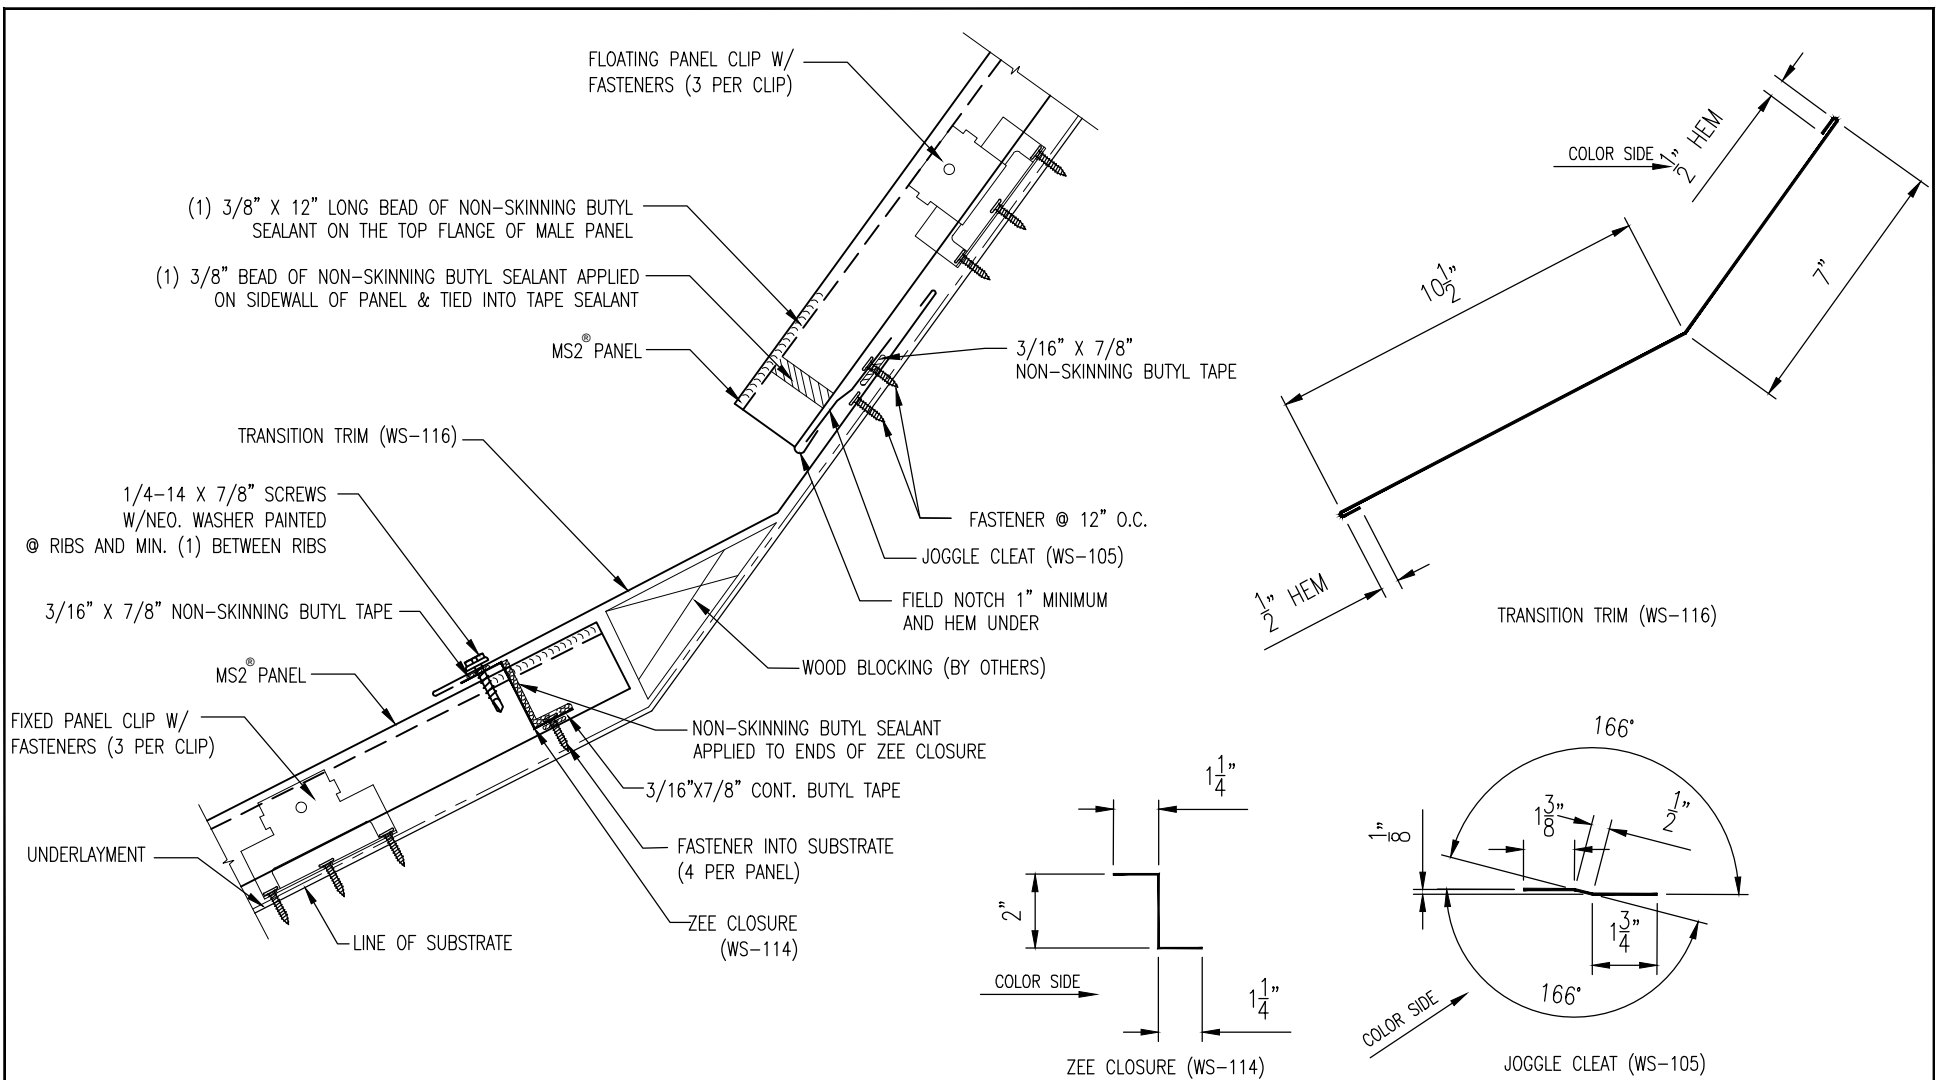 FLOATING PANEL CLIP W/
FASTENERS (3 PER CLIP)
(1) 3/8" X 12" LONG BEAD OF NON-SKINNING BUTYL
SEALANT ON THE TOP FLANGE OF MALE PANEL
(1) 3/8" BEAD OF NON-SKINNING BUTYL SEALANT APPLIED
ON SIDEWALL OF PANEL & TIED INTO TAPE SEALANT
MS2® PANEL
3/16" X 7/8"
NON-SKINNING BUTYL TAPE
TRANSITION TRIM (WS-116)
1/4-14 X 7/8" SCREWS
W/NEO. WASHER PAINTED
@ RIBS AND MIN. (1) BETWEEN RIBS
FASTENER @ 12" O.C.
JOGGLE CLEAT (WS-105)
3/16" X 7/8" NON-SKINNING BUTYL TAPE
FIELD NOTCH 1" MINIMUM
AND HEM UNDER
MS2® PANEL
WOOD BLOCKING (BY OTHERS)
FIXED PANEL CLIP W/
FASTENERS (3 PER CLIP)
NON-SKINNING BUTYL SEALANT
APPLIED TO ENDS OF ZEE CLOSURE
3/16"X7/8" CONT. BUTYL TAPE
UNDERLAYMENT
FASTENER INTO SUBSTRATE
(4 PER PANEL)
ZEE CLOSURE
(WS-114)
LINE OF SUBSTRATE
COLOR SIDE
1/2" HEM
10 1/2"
7"
1/2" HEM
TRANSITION TRIM (WS-116)
1 1/4"
2"
COLOR SIDE
1 1/4"
ZEE CLOSURE (WS-114)
166°
1 3/8"
1/2"
1/8"
1 3/4"
166°
COLOR SIDE
JOGGLE CLEAT (WS-105)